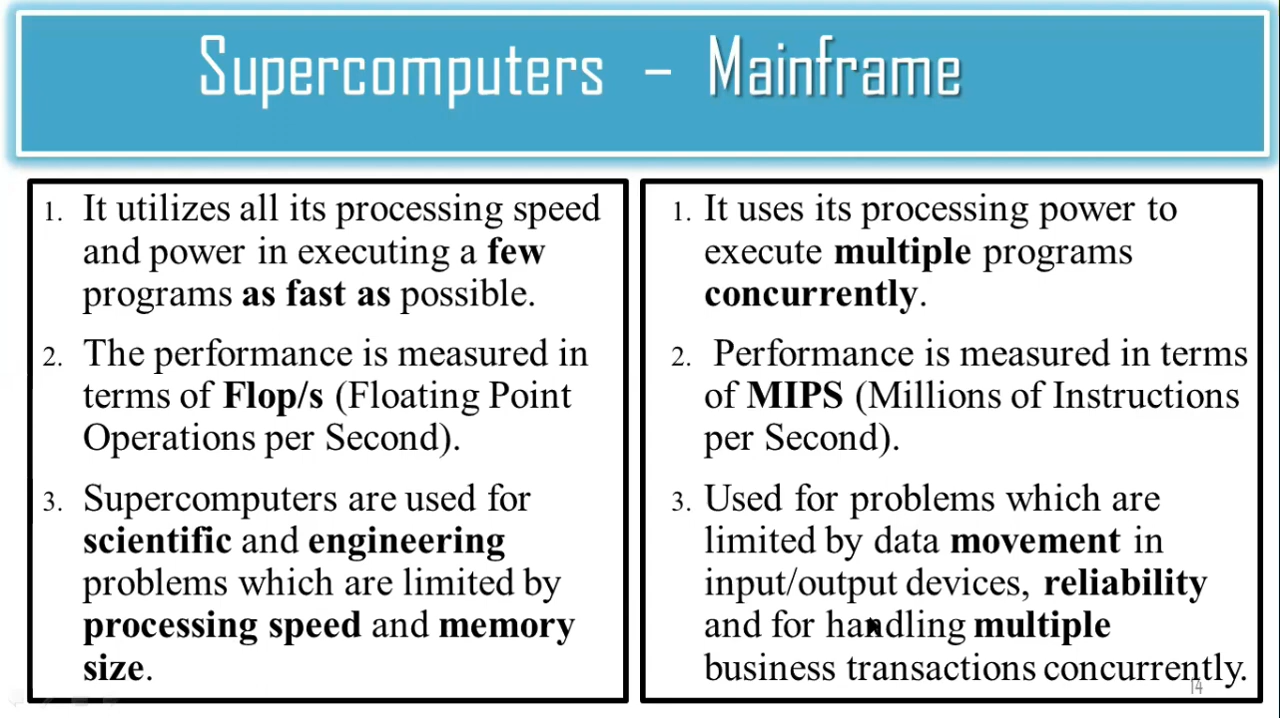 Supercomputers – Mainframe
1. It utilizes all its processing speed
and power in executing a few
programs as fast as possible.
2. The performance is measured in
terms of Flop/s (Floating Point
Operations per Second).
3. Supercomputers are used for
scientific and engineering
problems which are limited by
processing speed and memory
size.
1. It uses its processing power to
execute multiple programs
concurrently.
2. Performance is measured in terms
of MIPS (Millions of Instructions
per Second).
3. Used for problems which are
limited by data movement in
input/output devices, reliability
and for handling multiple
business transactions concurrently.
14